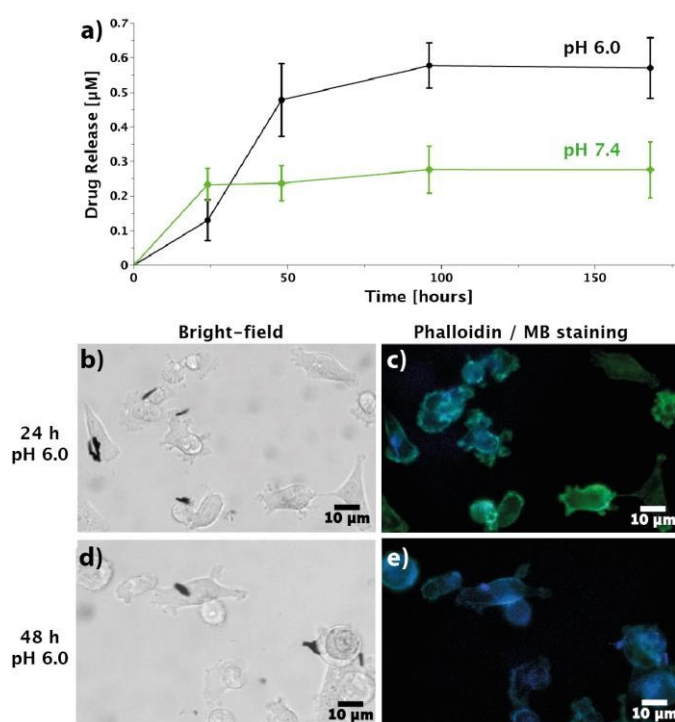 a)
0.7
0.6
0.5
0.4
0.3
0.2
0.1
0
Drug Release [µM]
pH 6.0
pH 7.4
0
50
100
150
Time [hours]
Bright-field
Phalloidin / MB staining
24 h
pH 6.0
b)
10 µm
c)
10 µm
48 h
pH 6.0
d)
10 µm
e)
10 µm